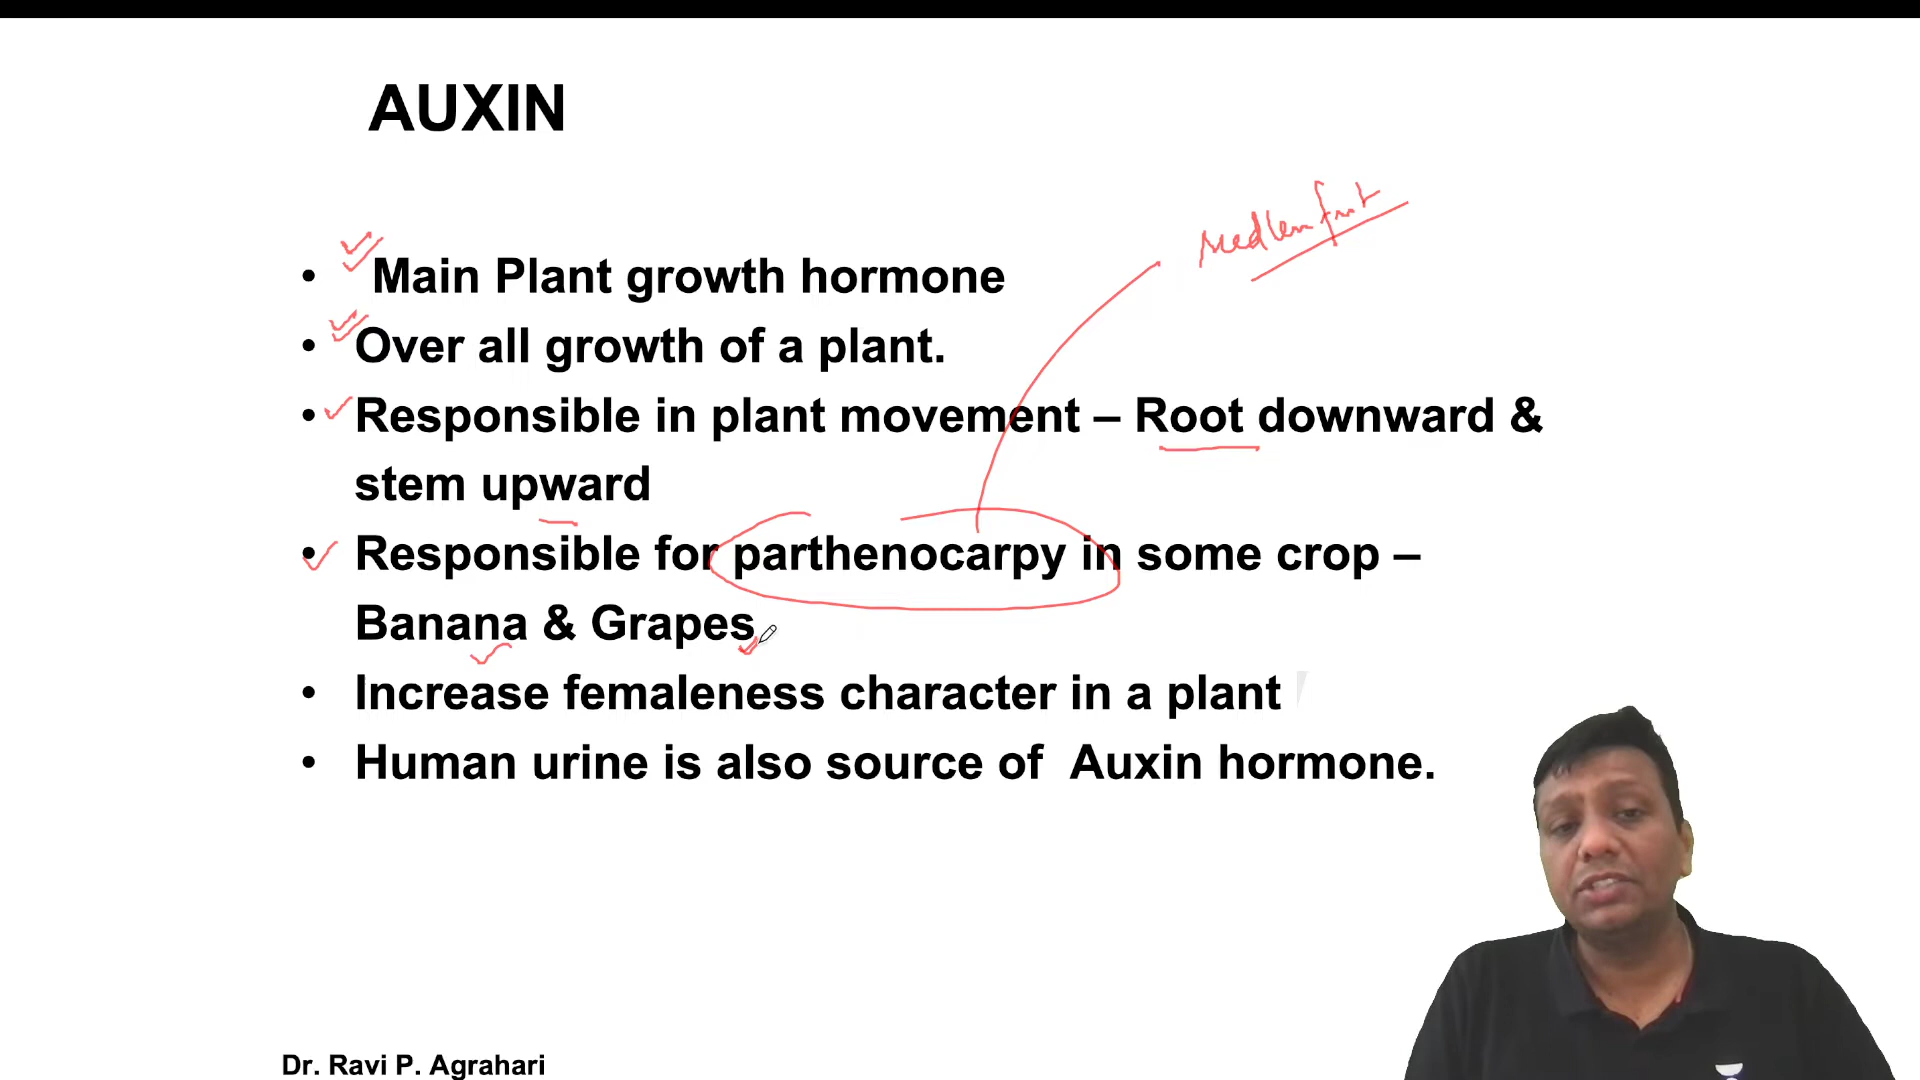 AUXIN
seedless fruit
• Main Plant growth hormone
• Over all growth of a plant.
• Responsible in plant movement – Root downward &
stem upward
• Responsible for parthenocarpy in some crop –
Banana & Grapes
• Increase femaleness character in a plant
• Human urine is also source of Auxin hormone.
Dr. Ravi P. Agrahari